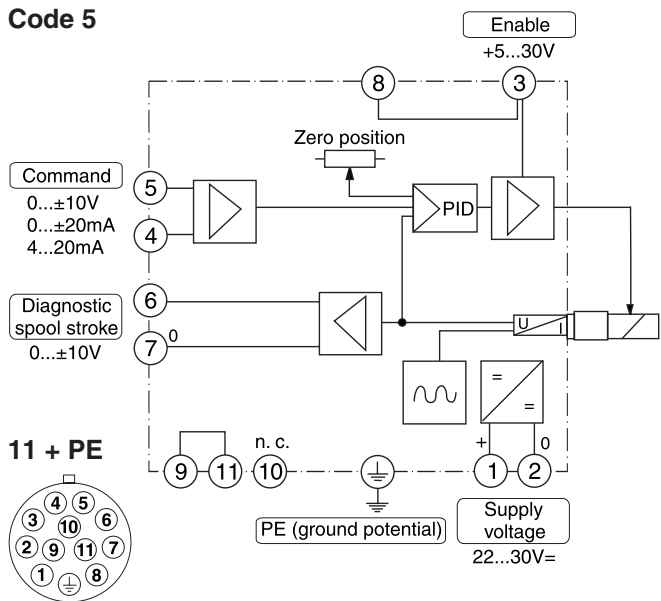 Code 5
Enable
+5...30V
8
3
Zero position
Command
0...±10V
0...±20mA
4...20mA
5
4
PID
Diagnostic
spool stroke
0...±10V
6
7
0
U
I
=
=
11 + PE
n. c.
+
0
9
11
10
1
2
PE (ground potential)
Supply
voltage
22...30V=
4
5
3
10
6
2
9
11
7
1
8